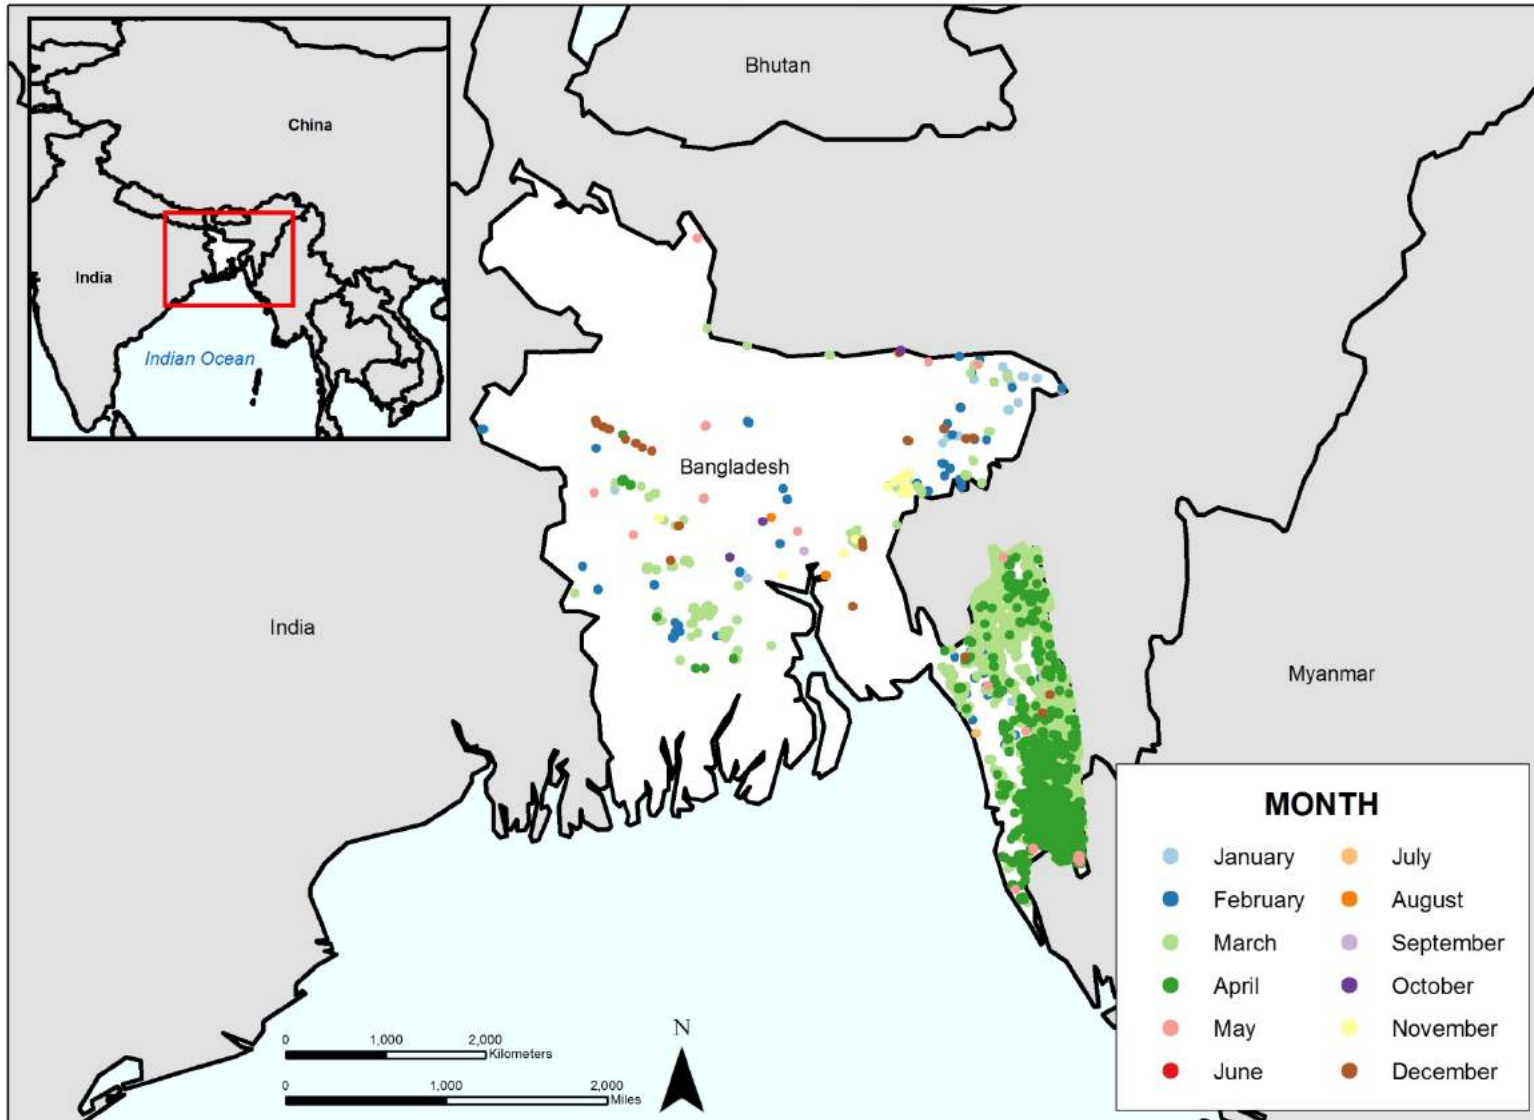 Bhutan
China
India
Indian Ocean
Bangladesh
India
Myanmar
MONTH
January
February
March
April
May
June
July
August
September
October
November
December
N
0 1,000 2,000
Kilometers
0 1,000 2,000
Miles